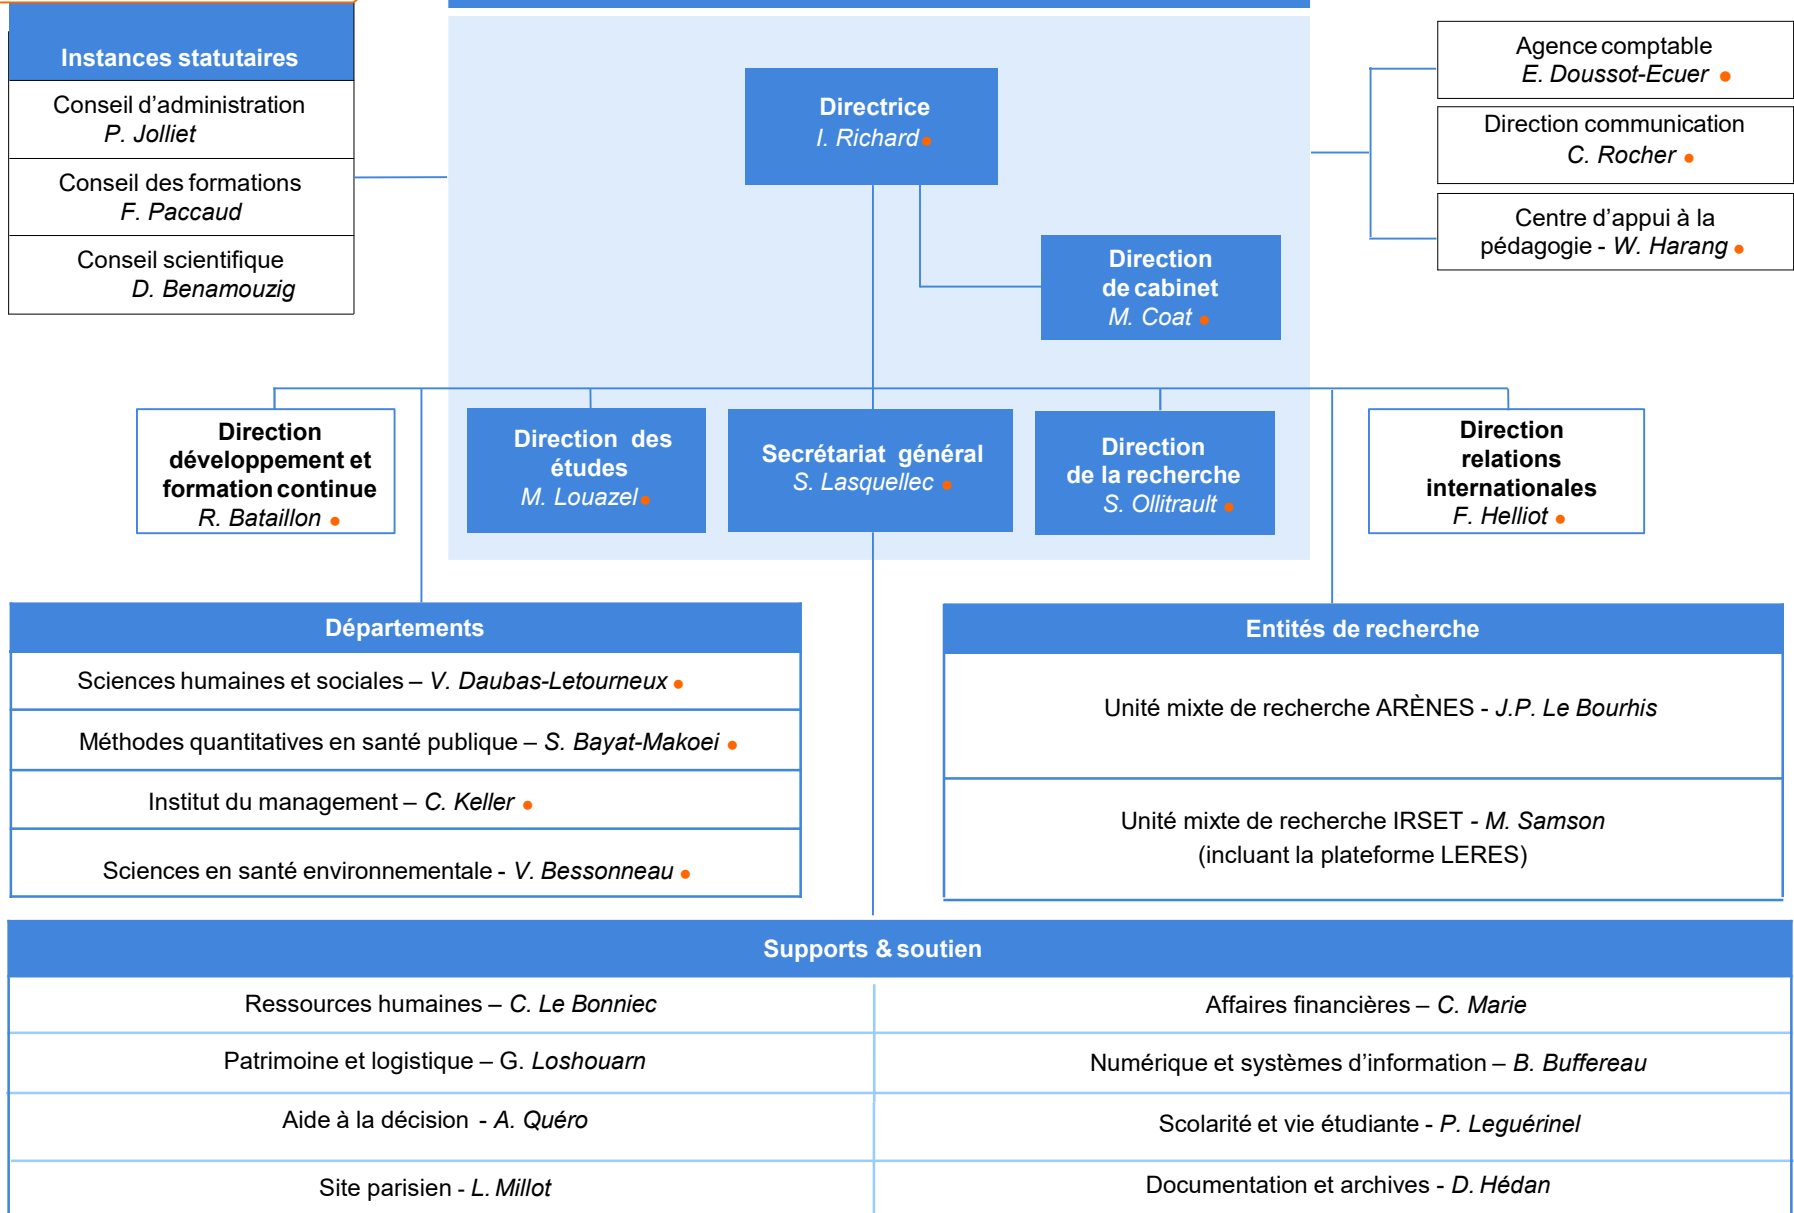 Instances statutaires
Conseil d'administration
P. Jolliet
Conseil des formations
F. Paccaud
Conseil scientifique
D. Benamouzig
Directrice
I. Richard
Direction
de cabinet
M. Coat
Agence comptable
E. Doussot-Ecuer
Direction communication
C. Rocher
Centre d'appui à la
pédagogie - W. Harang
Direction
développement et
formation continue
R. Bataillon
Direction des
études
M. Louazel
Secrétariat général
S. Lasquellec
Direction
de la recherche
S. Ollitrault
Direction
relations
internationales
F. Helliot
Départements
Sciences humaines et sociales – V. Daubas-Letourneux
Méthodes quantitatives en santé publique – S. Bayat-Makoei
Institut du management – C. Keller
Sciences en santé environnementale - V. Bessonneau
Entités de recherche
Unité mixte de recherche ARÈNES - J.P. Le Bourhis
Unité mixte de recherche IRSET - M. Samson
(incluant la plateforme LERES)
Supports & soutien
Ressources humaines – C. Le Bonniec
Affaires financières – C. Marie
Patrimoine et logistique – G. Loshouarn
Numérique et systèmes d'information – B. Buffereau
Aide à la décision - A. Quéro
Scolarité et vie étudiante - P. Leguérinel
Site parisien - L. Millot
Documentation et archives - D. Hédan